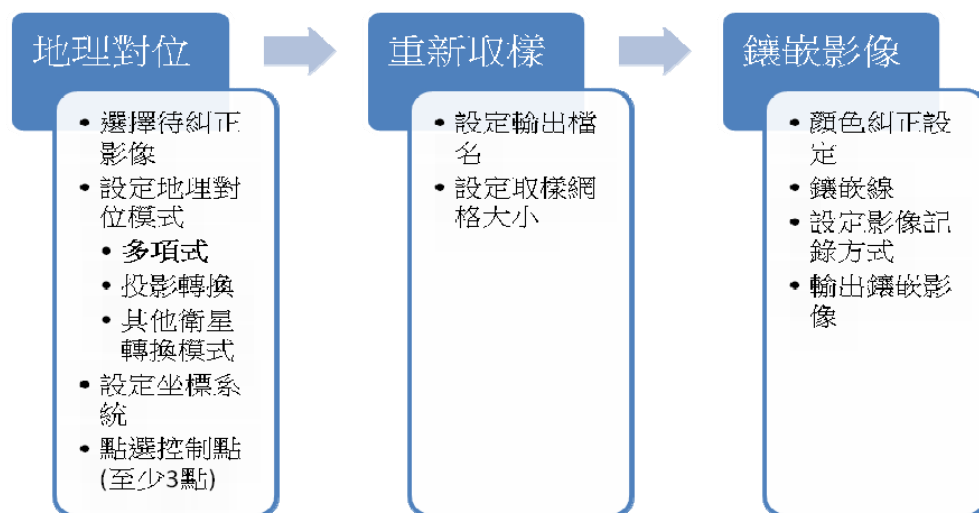 地理對位
• 選擇待糾正
影像
• 設定地理對
位模式
• 多項式
• 投影轉換
• 其他衛星
轉換模式
• 設定坐標系
統
• 點選控制點
(至少3點)
重新取樣
• 設定輸出檔
名
• 設定取樣網
格大小
鑲嵌影像
• 顏色糾正設
定
• 鑲嵌線
• 設定影像記
錄方式
• 輸出鑲嵌影
像